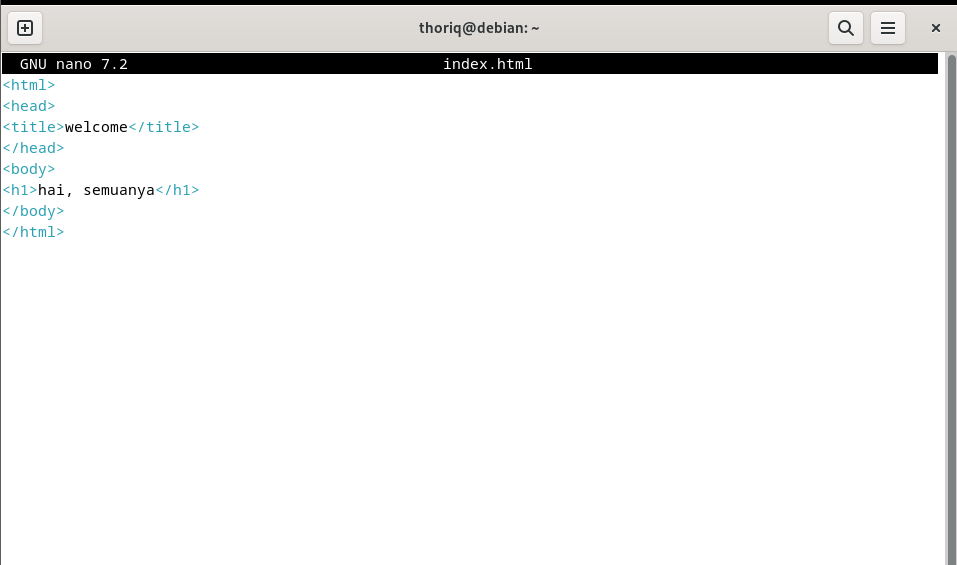 thoriq@debian: ~
GNU nano 7.2 index.html
<html>
<head>
<title>welcome</title>
</head>
<body>
<h1>hai, semuanya</h1>
</body>
</html>